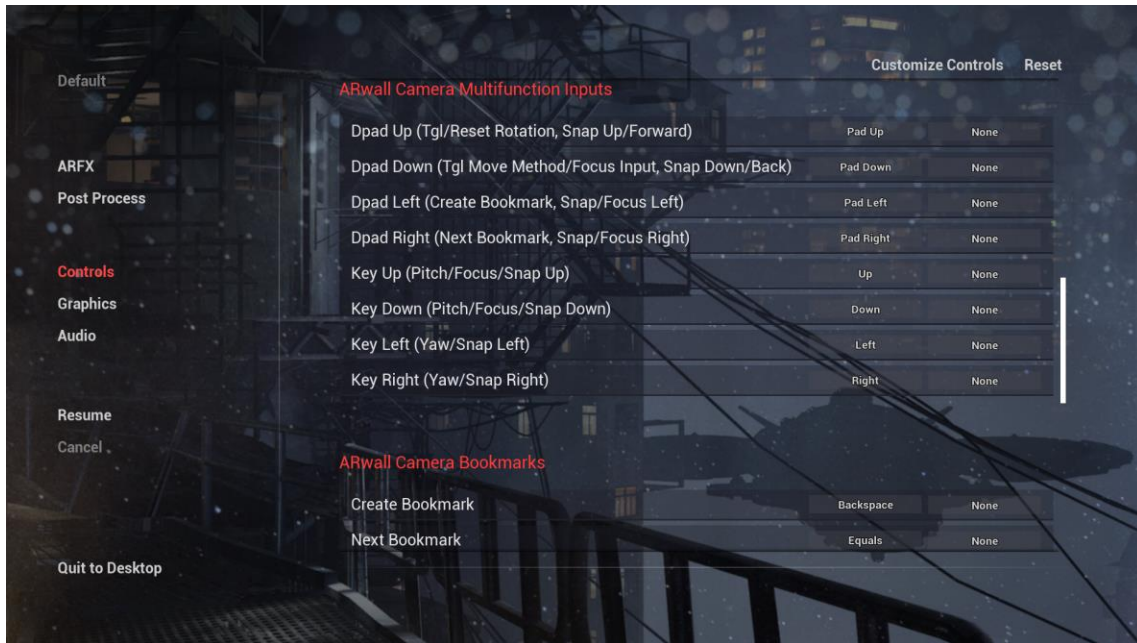 Customize Controls Reset
Default
ARwall Camera Multifunction Inputs
Dpad Up (Tgl/Reset Rotation, Snap Up/Forward) Pad Up None
ARFX
Dpad Down (Tgl Move Method/Focus Input, Snap Down/Back) Pad Down None
Post Process
Dpad Left (Create Bookmark, Snap/Focus Left) Pad Left None
Dpad Right (Next Bookmark, Snap/Focus Right) Pad Right None
Controls
Key Up (Pitch/Focus/Snap Up) Up None
Graphics
Key Down (Pitch/Focus/Snap Down) Down None
Audio
Key Left (Yaw/Snap Left) Left None
Key Right (Yaw/Snap Right) Right None
Resume
Cancel
ARwall Camera Bookmarks
Create Bookmark Backspace None
Next Bookmark Equals None
Quit to Desktop